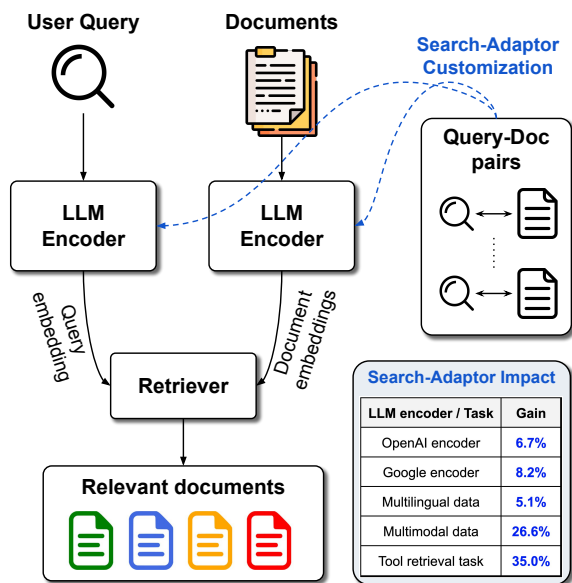 User Query
Documents
Search-Adaptor
Customization
Query-Doc
pairs
LLM
Encoder
LLM
Encoder
Query
embedding
Document
embeddings
Retriever
Relevant documents
Search-Adaptor Impact
LLM encoder / Task Gain
OpenAI encoder 6.7%
Google encoder 8.2%
Multilingual data 5.1%
Multimodal data 26.6%
Tool retrieval task 35.0%